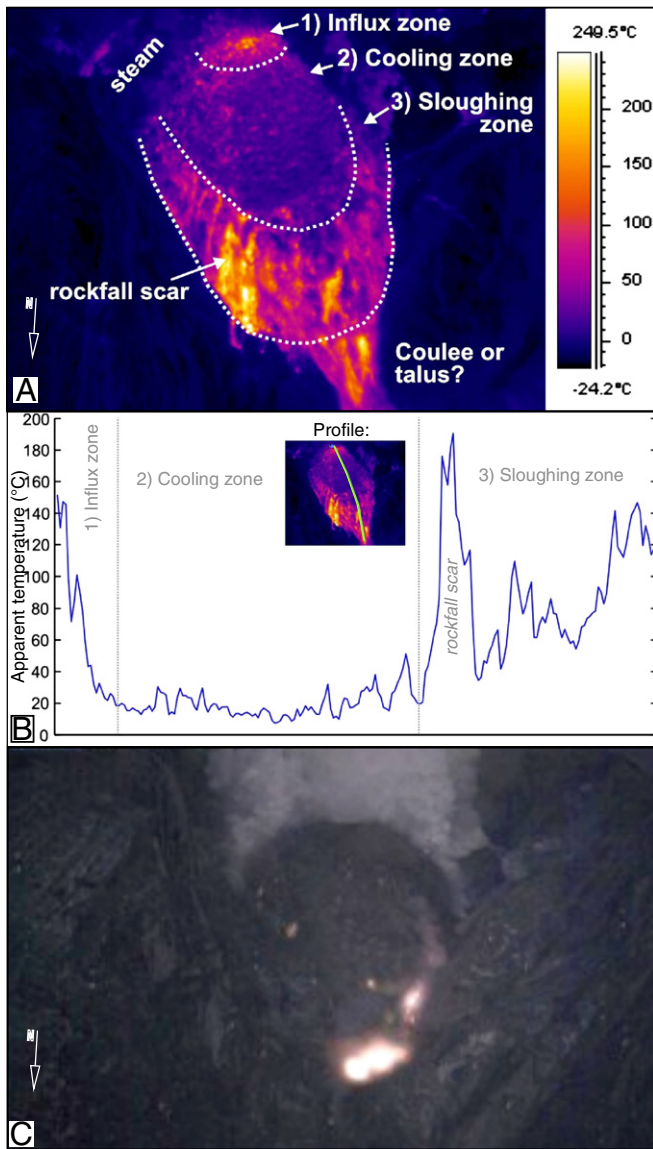 1) Influx zone
2) Cooling zone
steam
3) Sloughing
zone
rockfall scar
N
Coulee or
talus?
A
249.5°C
200
150
100
50
0
-24.2°C
200
180
160
140
120
100
80
60
40
20
0
Apparent temperature (°C)
1) Influx zone
2) Cooling zone
Profile:
3) Sloughing zone
rockfall scar
B
N
C